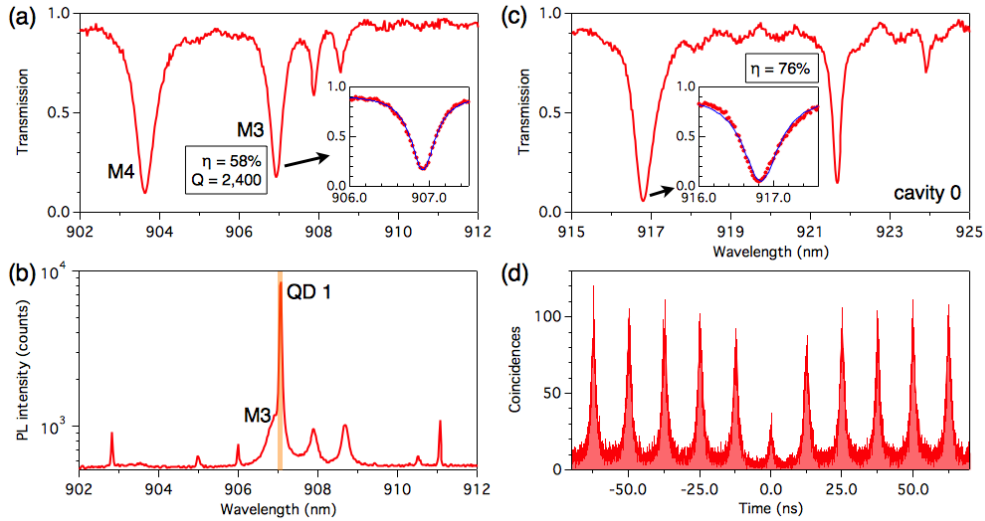 (a)
Transmission
1.0
0.5
0.0
M4
M3
η = 58%
Q = 2,400
1.0
0.5
0.0
906.0
907.0
902
904
906
908
910
912
(c)
Transmission
1.0
0.5
0.0
η = 76%
1.0
0.5
0.0
916.0
917.0
cavity 0
915
917
919
921
923
925
Wavelength (nm)
(b)
PL intensity (counts)
10⁴
10³
QD 1
M3
902
904
906
908
910
912
Wavelength (nm)
(d)
Coincidences
100
50
0
-50.0
-25.0
0.0
25.0
50.0
Time (ns)